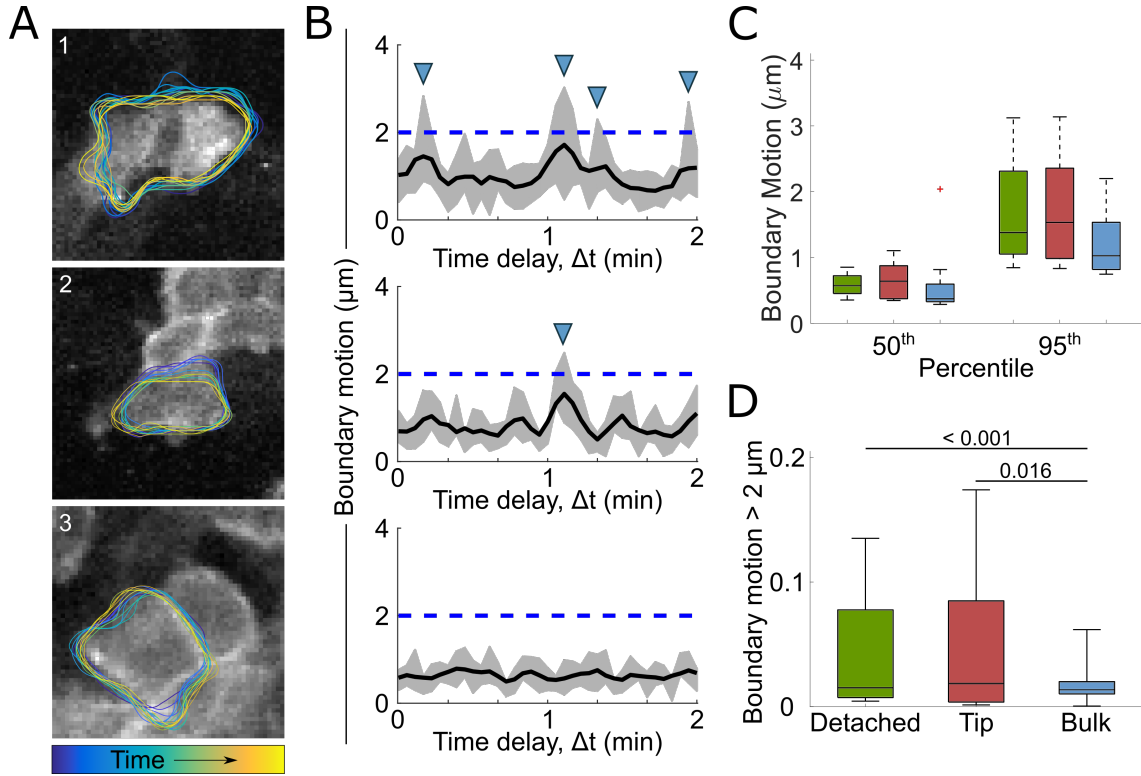 A
1
2
3
Time
B
Boundary motion (μm)
4
2
0
0
1
2
Time delay, Δt (min)
4
2
0
0
1
2
Time delay, Δt (min)
4
2
0
0
1
2
Time delay, Δt (min)
C
Boundary Motion (μm)
4
3
2
1
0
50th
95th
Percentile
D
Boundary motion > 2 μm
0.2
0.1
0
< 0.001
0.016
Detached
Tip
Bulk